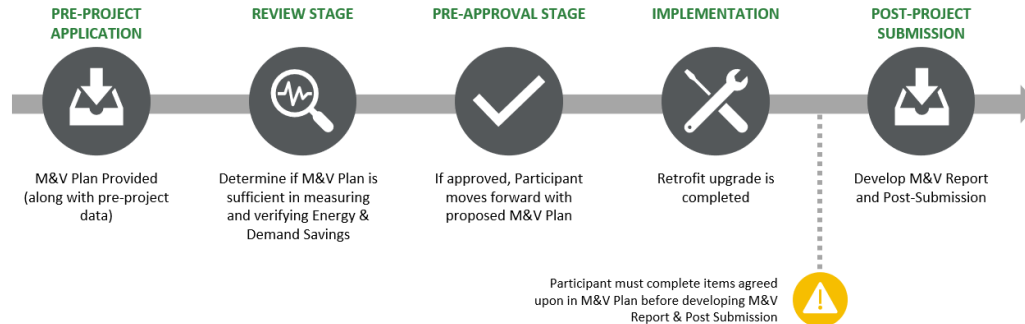 PRE-PROJECT
APPLICATION
REVIEW STAGE
PRE-APPROVAL STAGE
IMPLEMENTATION
POST-PROJECT
SUBMISSION
M&V Plan Provided
(along with pre-project
data)
Determine if M&V Plan is
sufficient in measuring
and verifying Energy &
Demand Savings
If approved, Participant
moves forward with
proposed M&V Plan
Retrofit upgrade is
completed
Develop M&V Report
and Post-Submission
Participant must complete items agreed
upon in M&V Plan before developing M&V
Report & Post Submission